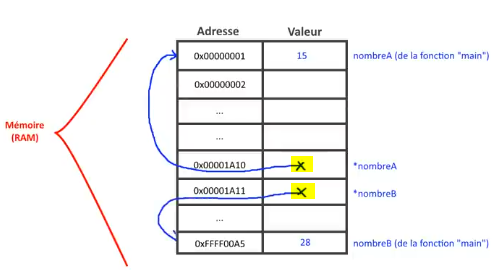 Adresse Valeur
0x00000001 15 nombreA (de la fonction "main")
0x00000002
...
...
Mémoire
(RAM)
0x00001A10 *nombreA
0x00001A11 *nombreB
...
0xFFFF00A5 28 nombreB (de la fonction "main")